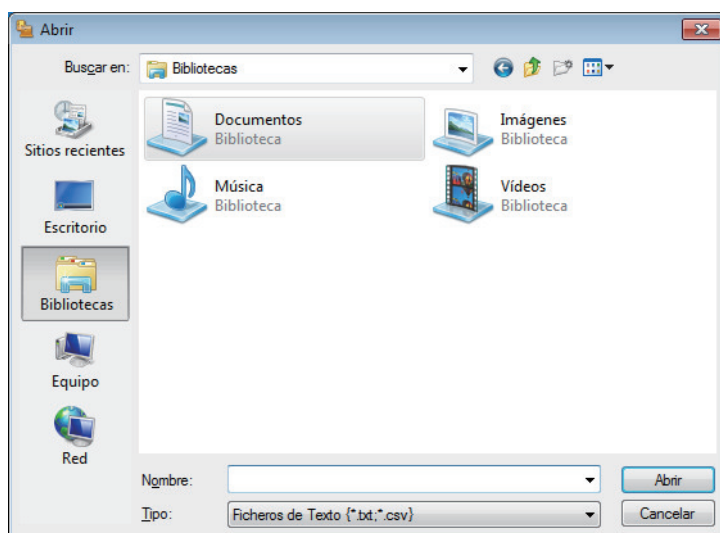 Abrir
Buscar en: Bibliotecas
Sitios recientes
Escritorio
Bibliotecas
Equipo
Red
Documentos
Biblioteca
Imágenes
Biblioteca
Música
Biblioteca
Vídeos
Biblioteca
Nombre:
Abrir
Tipo: Ficheros de Texto {*.txt;*.csv}
Cancelar